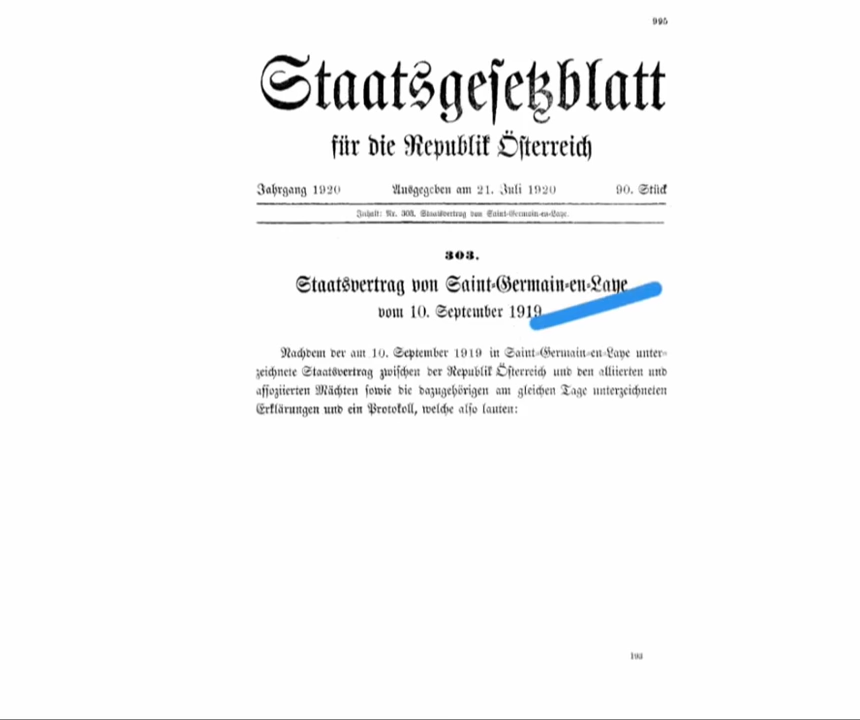 995
Staatsgesetzblatt
für die Republik Österreich
Jahrgang 1920 Ausgegeben am 21. Juli 1920 90. Stück
Inhalt: Nr. 303. Staatsvertrag von Saint-Germain-en-Laye.
303.
Staatsvertrag von Saint-Germain-en-Laye
vom 10. September 1919
Nachdem der am 10. September 1919 in Saint-Germain-en-Laye unter-
zeichnete Staatsvertrag zwischen der Republik Österreich und den alliierten und
assoziierten Mächten sowie die dazugehörigen am gleichen Tage unterzeichneten
Erklärungen und ein Protokoll, welche also lauten:
193